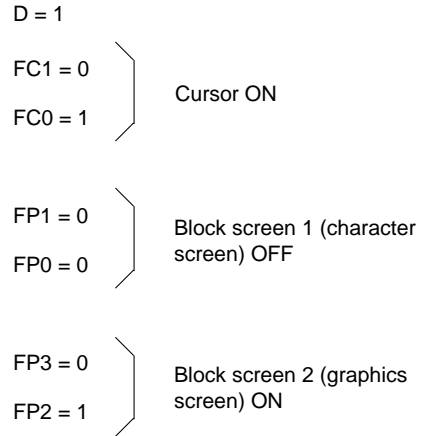 D = 1
FC1 = 0
FC0 = 1
Cursor ON
FP1 = 0
FP0 = 0
Block screen 1 (character
screen) OFF
FP3 = 0
FP2 = 1
Block screen 2 (graphics
screen) ON